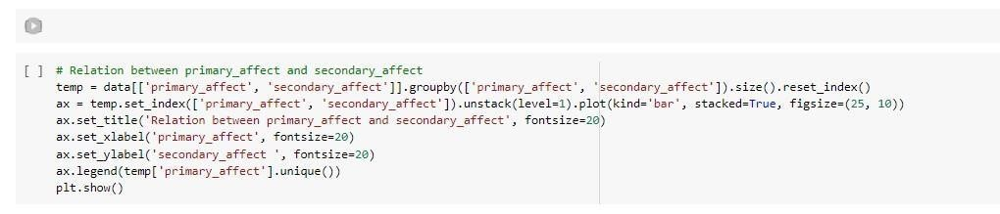 [ ] # Relation between primary_affect and secondary_affect
temp = data[['primary_affect', 'secondary_affect']].groupby(['primary_affect', 'secondary_affect']).size().reset_index()
ax = temp.set_index(['primary_affect', 'secondary_affect']).unstack(level=1).plot(kind='bar', stacked=True, figsize=(25, 10))
ax.set_title('Relation between primary_affect and secondary_affect', fontsize=20)
ax.set_xlabel('primary_affect', fontsize=20)
ax.set_ylabel('secondary_affect ', fontsize=20)
ax.legend(temp['primary_affect'].unique())
plt.show()